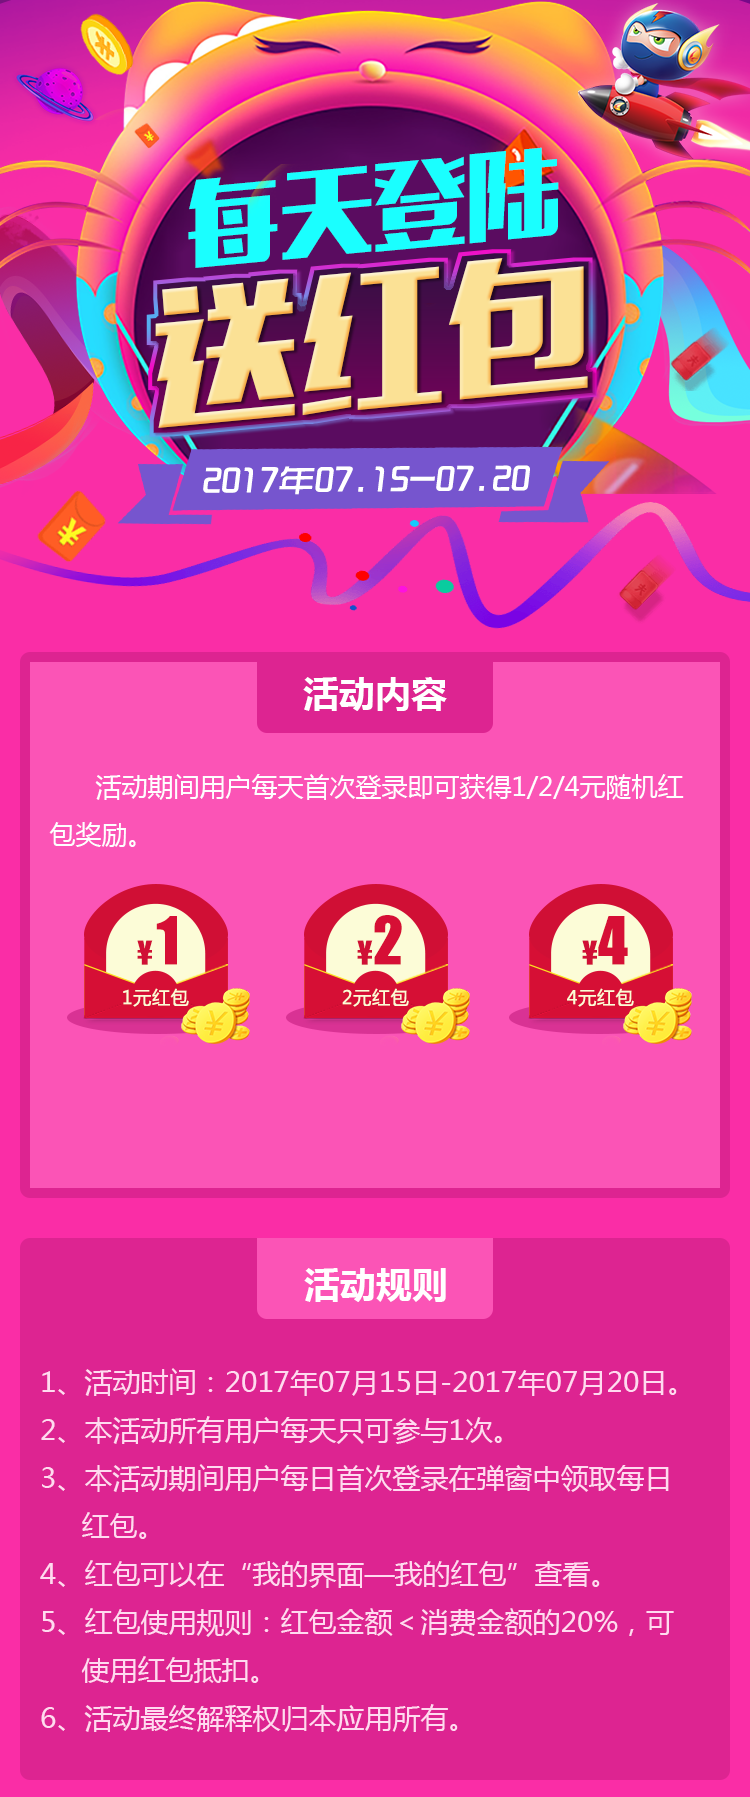 每天登陆
送红包
2017年07.15—07.20
活动内容
活动期间用户每天首次登录即可获得1/2/4元随机红
包奖励。
¥1
1元红包
¥2
2元红包
¥4
4元红包
活动规则
1、活动时间：2017年07月15日-2017年07月20日。
2、本活动所有用户每天只可参与1次。
3、本活动期间用户每日首次登录在弹窗中领取每日
红包。
4、红包可以在“我的界面—我的红包”查看。
5、红包使用规则：红包金额＜消费金额的20%，可
使用红包抵扣。
6、活动最终解释权归本应用所有。